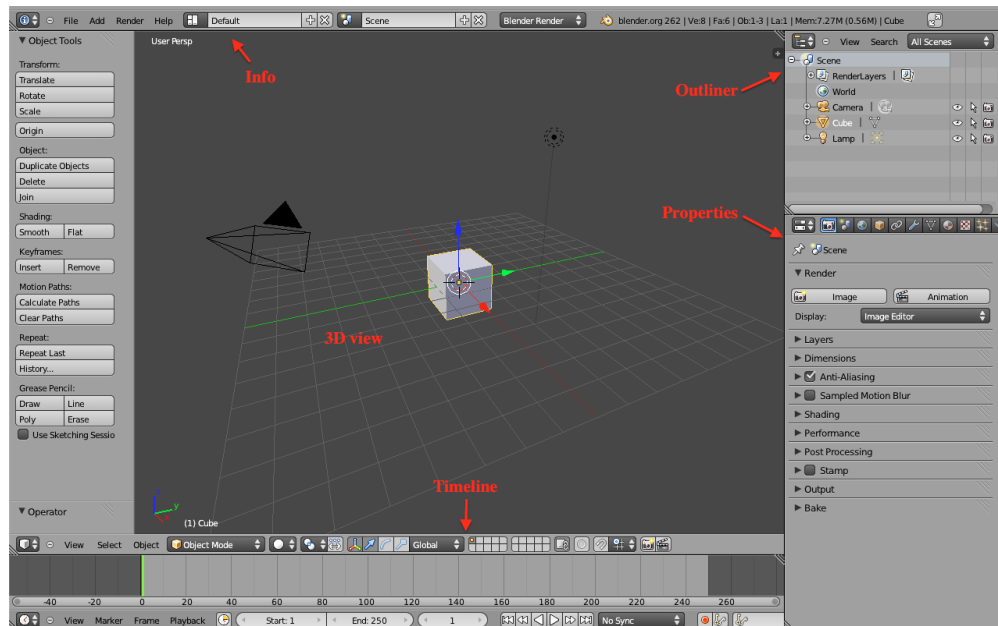 File Add Render Help Default Scene Blender Render blender.org 262 | Ve:8 | Fa:6 | Ob:1-3 | La:1 | Mem:7.27M (0.56M) | Cube
Object Tools
Transform:
Translate
Rotate
Scale
Origin
Object:
Duplicate Objects
Delete
Join
Shading:
Smooth Flat
Keyframes:
Insert Remove
Motion Paths:
Calculate Paths
Clear Paths
Repeat:
Repeat Last
History...
Grease Pencil:
Draw Line
Poly Erase
Use Sketching Sessio
Operator
User Persp
Info
3D view
Timeline
y
(1) Cube
Outliner
Properties
View Search All Scenes
Scene
RenderLayers |
World
Camera |
Cube |
Lamp |
Scene
Render
Image Animation
Display: Image Editor
Layers
Dimensions
Anti-Aliasing
Sampled Motion Blur
Shading
Performance
Post Processing
Stamp
Output
Bake
View Select Object Object Mode Global
-40 -20 0 20 40 60 80 100 120 140 160 180 200 220 240 260
View Marker Frame Playback Start: 1 End: 250 1 No Sync